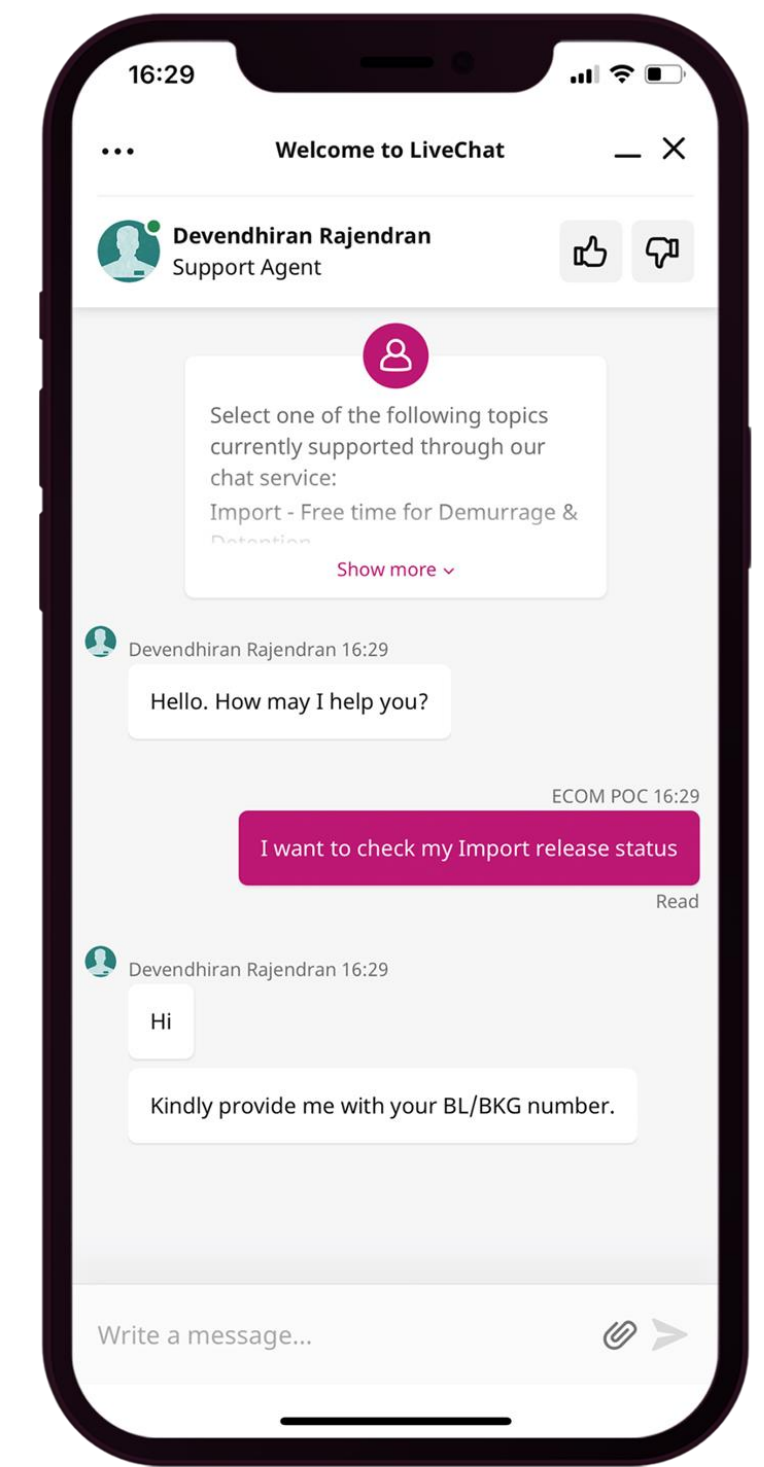 16:29
Welcome to LiveChat
Devendhiran Rajendran
Support Agent
Select one of the following topics
currently supported through our
chat service:
Import - Free time for Demurrage &
Detention
Show more
Devendhiran Rajendran 16:29
Hello. How may I help you?
ECOM POC 16:29
I want to check my Import release status
Read
Devendhiran Rajendran 16:29
Hi
Kindly provide me with your BL/BKG number.
Write a message...